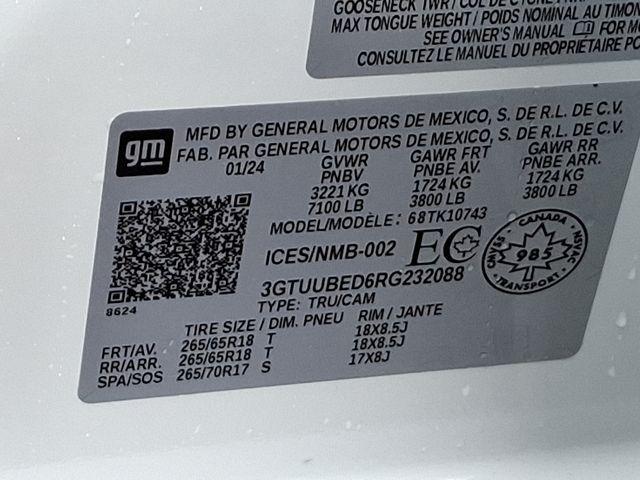 GOOSENECK TWR / COL DE CYGNE / PNRF
MAX TONGUE WEIGHT / POIDS NOMINAL AU TIMON
SEE OWNER'S MANUAL FOR MO
CONSULTEZ LE MANUEL DU PROPRIÉTAIRE PO
gm
MFD BY GENERAL MOTORS DE MEXICO, S. DE R.L. DE C.V.
FAB. PAR GENERAL MOTORS DE MEXICO, S. DE R.L. DE C.V.
01/24 GVWR GAWR FRT GAWR RR
PNBV PNBE AV. PNBE ARR.
3221 KG 1724 KG 1724 KG
7100 LB 3800 LB 3800 LB
MODEL/MODÈLE: 68TK10743
ICES/NMB-002 EC
CANADA
CMVSS NSVAC
985
TRANSPORT
3GTUUBED6RG232088
TYPE: TRU/CAM
8624
TIRE SIZE / DIM. PNEU RIM / JANTE
FRT/AV. 265/65R18 T 18X8.5J
RR/ARR. 265/65R18 T 18X8.5J
SPA/SOS 265/70R17 S 17X8J